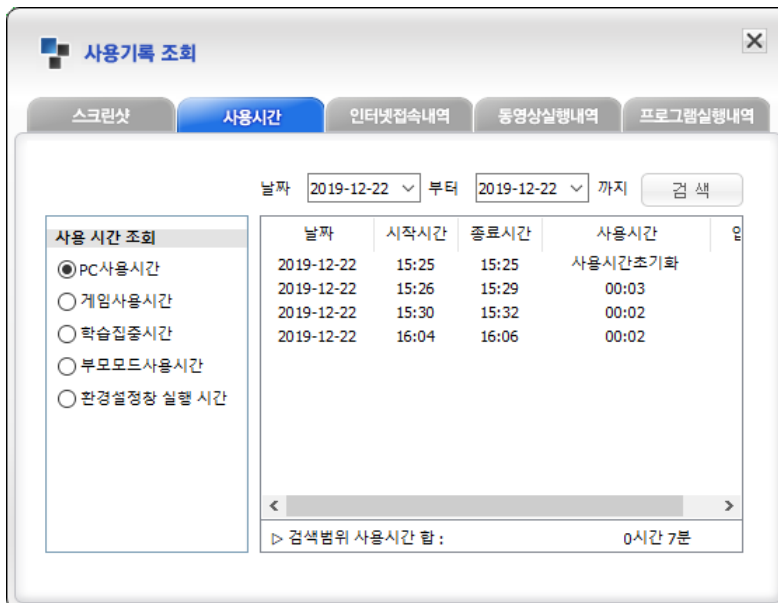 사용기록 조회
스크린샷 사용시간 인터넷접속내역 동영상실행내역 프로그램실행내역
날짜 2019-12-22 부터 2019-12-22 까지 검색
사용 시간 조회
PC사용시간
게임사용시간
학습집중시간
부모모드사용시간
환경설정창 실행 시간
날짜 시작시간 종료시간 사용시간
2019-12-22 15:25 15:25 사용시간초기화
2019-12-22 15:26 15:29 00:03
2019-12-22 15:30 15:32 00:02
2019-12-22 16:04 16:06 00:02
▷ 검색범위 사용시간 합 : 0시간 7분